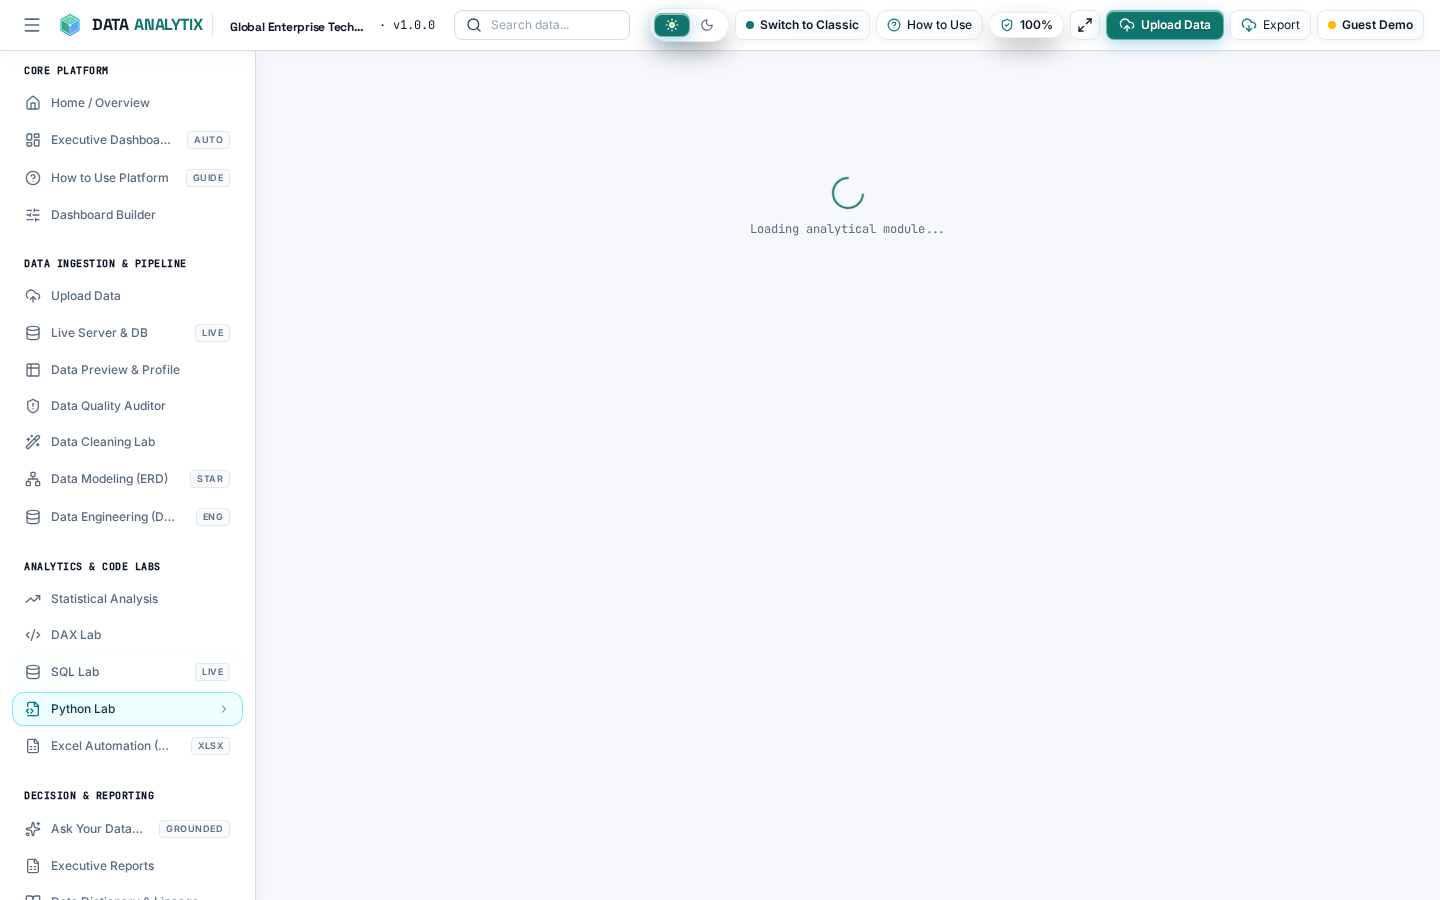 DATA ANALYTIX
Global Enterprise Tech...
· v1.0.0
Search data...
Switch to Classic
How to Use
100%
Upload Data
Export
Guest Demo
CORE PLATFORM
Home / Overview
Executive Dashboa... AUTO
How to Use Platform GUIDE
Dashboard Builder
DATA INGESTION & PIPELINE
Upload Data
Live Server & DB LIVE
Data Preview & Profile
Data Quality Auditor
Data Cleaning Lab
Data Modeling (ERD) STAR
Data Engineering (D... ENG
ANALYTICS & CODE LABS
Statistical Analysis
DAX Lab
SQL Lab LIVE
Python Lab
Excel Automation (... XLSX
DECISION & REPORTING
Ask Your Data... GROUNDED
Executive Reports
Data Dictionary & Lineage
Loading analytical module...